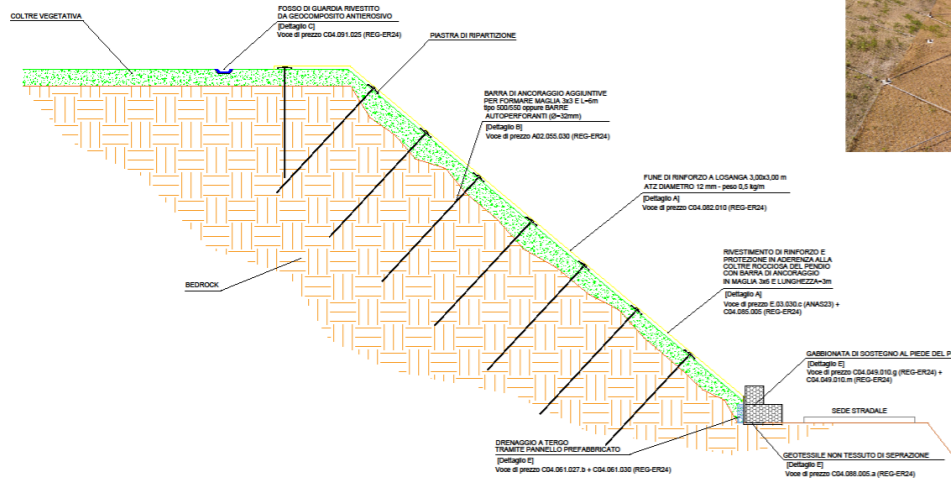 COLTRE VEGETATIVA
FOSSO DI GUARDIA RIVESTITO
DA GEOCOMPOSITO ANTIEROSIVO
[Dettaglio C]
Voce di prezzo C04.091.025 (REG-ER24)
PIASTRA DI RIPARTIZIONE
BARRA DI ANCORAGGIO AGGIUNTIVE
PER FORMARE MAGLIA 3x3 E L=6m
tipo 500/550 oppure BARRE
AUTOPERFORANTI (Ø=32mm)
[Dettaglio B]
Voce di prezzo A02.055.030 (REG-ER24)
FUNE DI RINFORZO A LOSANGA 3,00x3,00 m
ATZ DIAMETRO 12 mm - peso 0,5 kg/m
[Dettaglio A]
Voce di prezzo C04.082.010 (REG-ER24)
RIVESTIMENTO DI RINFORZO E
PROTEZIONE IN ADERENZA ALLA
COLTRE ROCCIOSA DEL PENDIO
CON BARRA DI ANCORAGGIO
IN MAGLIA 3x6 E LUNGHEZZA=3m
[Dettaglio A]
Voce di prezzo E.03.030.c (ANAS23) +
C04.085.005 (REG-ER24)
BEDROCK
GABBIONATA DI SOSTEGNO AL PIEDE DEL P
[Dettaglio E]
Voce di prezzo C04.049.010.g (REG-ER24) +
C04.049.010.m (REG-ER24)
SEDE STRADALE
DRENAGGIO A TERGO
TRAMITE PANNELLO PREFABBRICATO
[Dettaglio E]
Voce di prezzo C04.061.027.b + C04.061.030 (REG-ER24)
GEOTESSILE NON TESSUTO DI SEPRAZIONE
[Dettaglio E]
Voce di prezzo C04.088.005.a (REG-ER24)